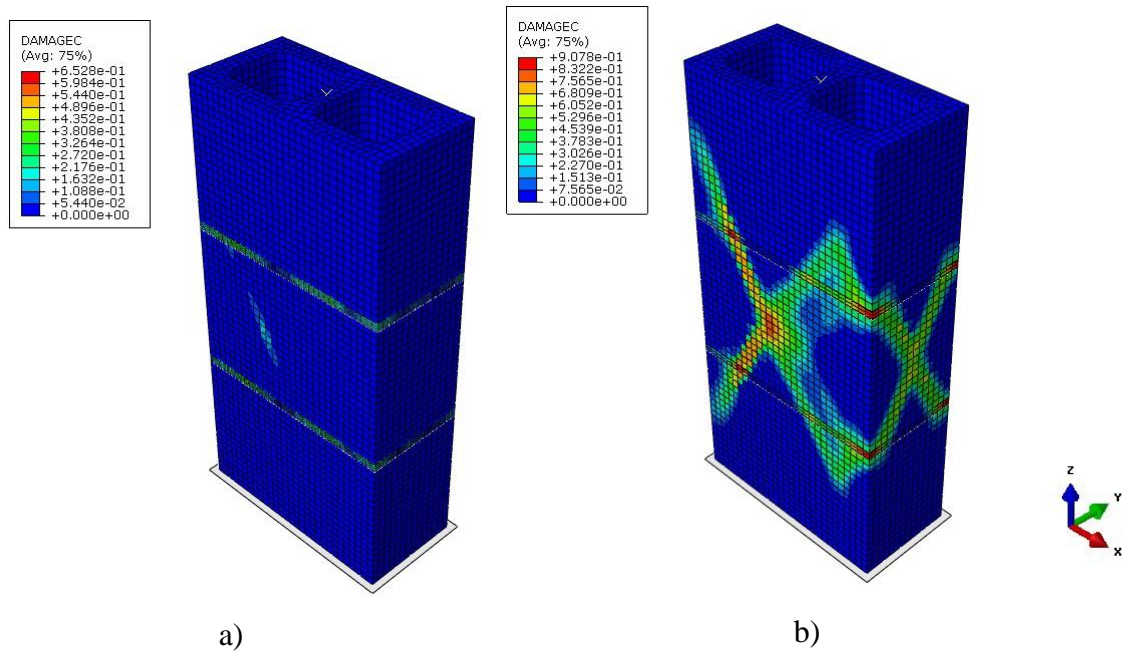 DAMAGEC
(Avg: 75%)
+6.528e-01
+5.984e-01
+5.440e-01
+4.896e-01
+4.352e-01
+3.808e-01
+3.264e-01
+2.720e-01
+2.176e-01
+1.632e-01
+1.088e-01
+5.440e-02
+0.000e+00
DAMAGEC
(Avg: 75%)
+9.078e-01
+8.322e-01
+7.565e-01
+6.809e-01
+6.052e-01
+5.296e-01
+4.539e-01
+3.783e-01
+3.026e-01
+2.270e-01
+1.513e-01
+7.565e-02
+0.000e+00
Z
Y
X
a)
b)